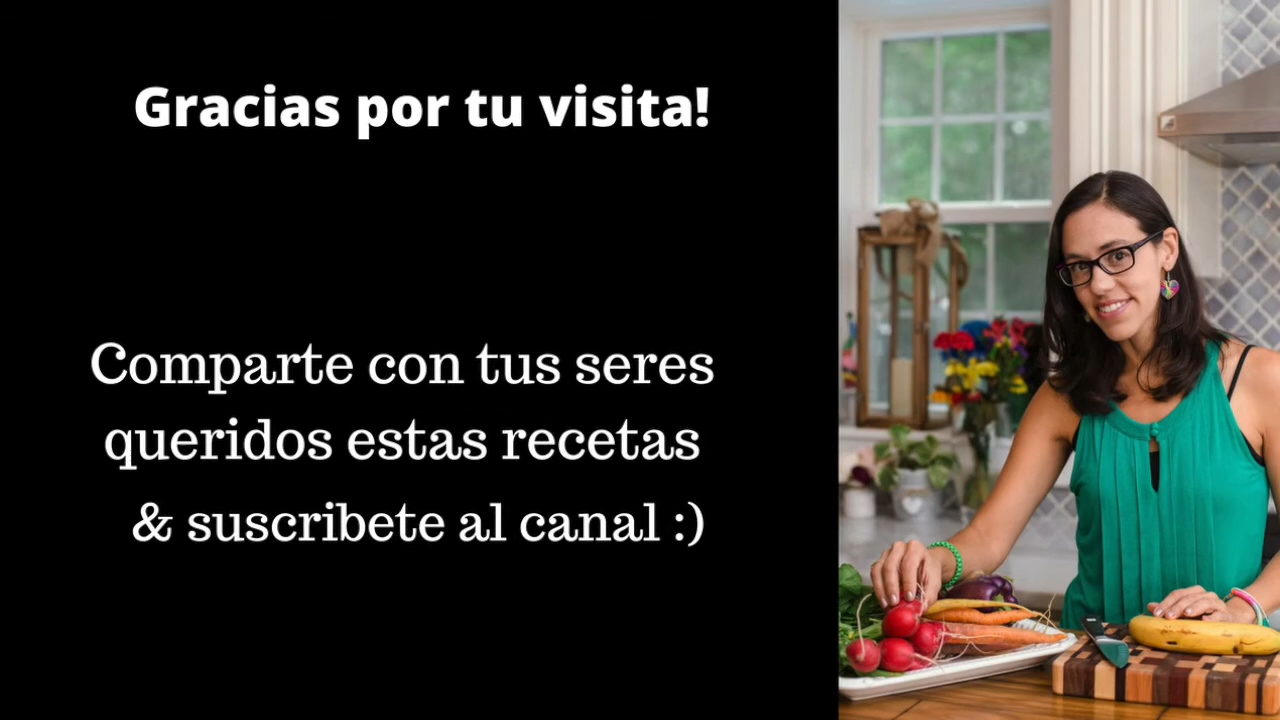 Gracias por tu visita!
Comparte con tus seres
queridos estas recetas
& suscribete al canal :)